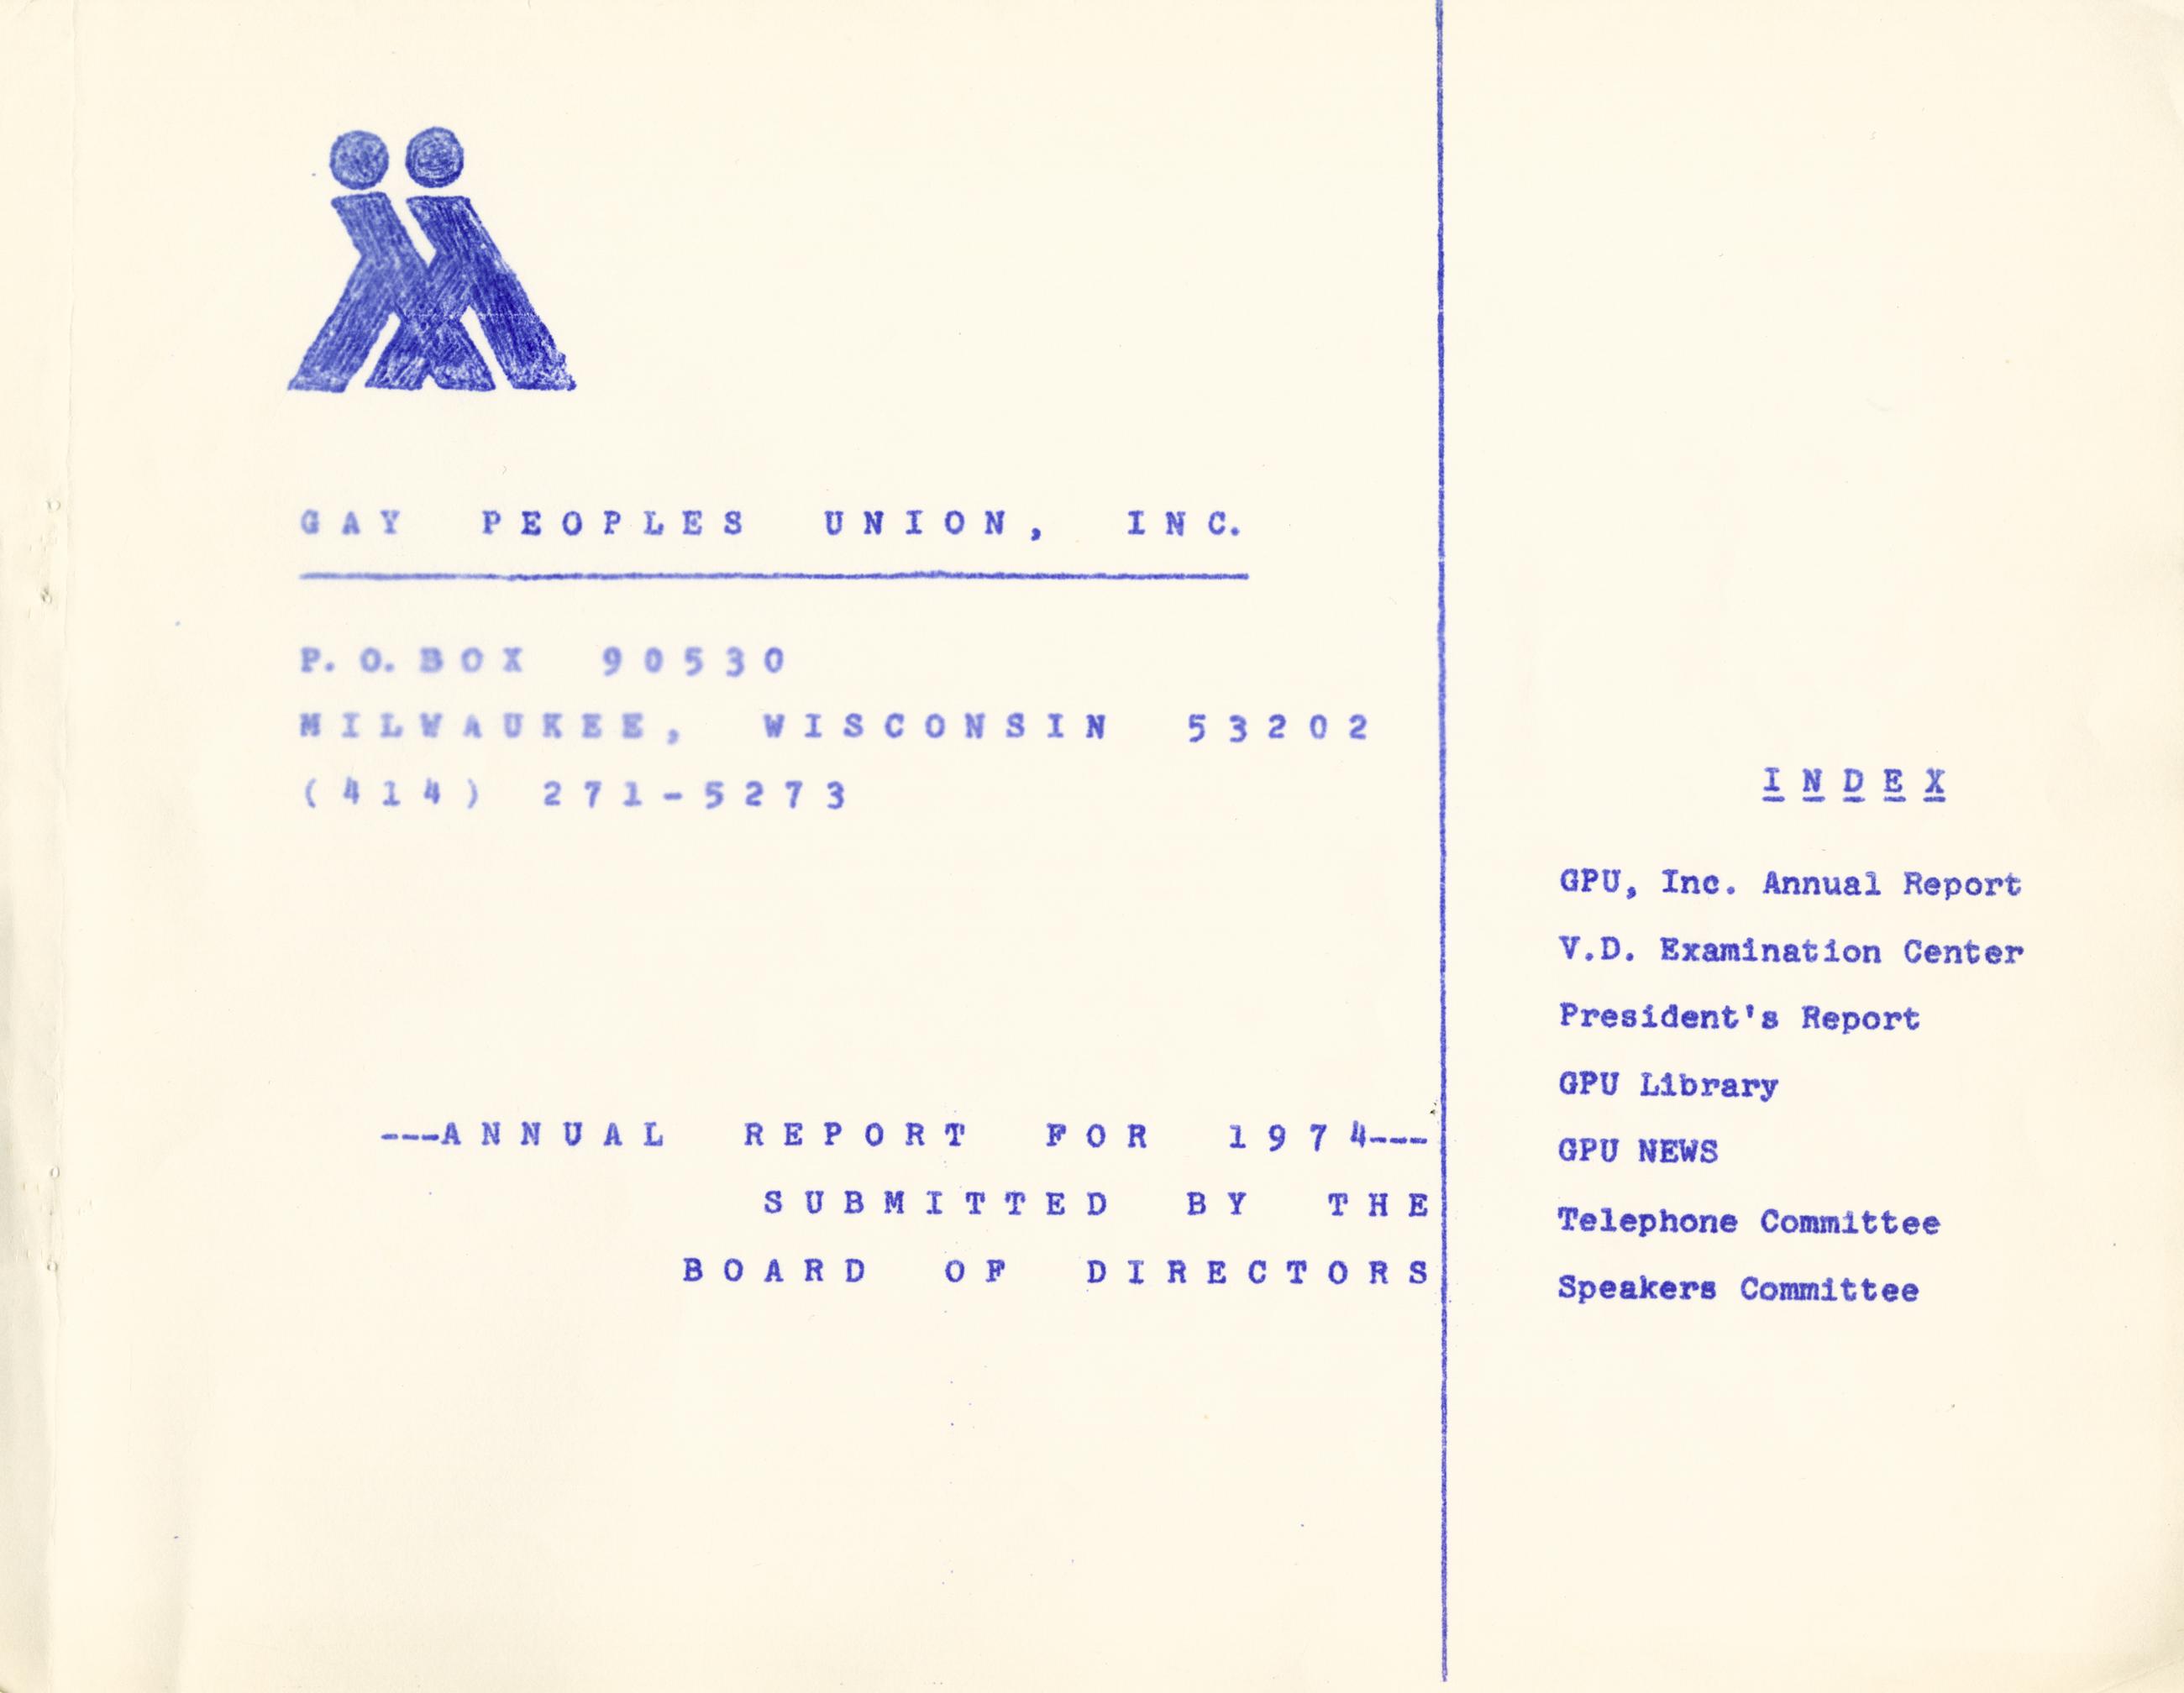 GAY PEOPLES UNION, INC.
P.O.BOX 90530
MILWAUKEE, WISCONSIN 53202
(414) 271-5273
---ANNUAL REPORT FOR 1974---
SUBMITTED BY THE
BOARD OF DIRECTORS
INDEX
GPU, Inc. Annual Report
V.D. Examination Center
President's Report
GPU Library
GPU NEWS
Telephone Committee
Speakers Committee